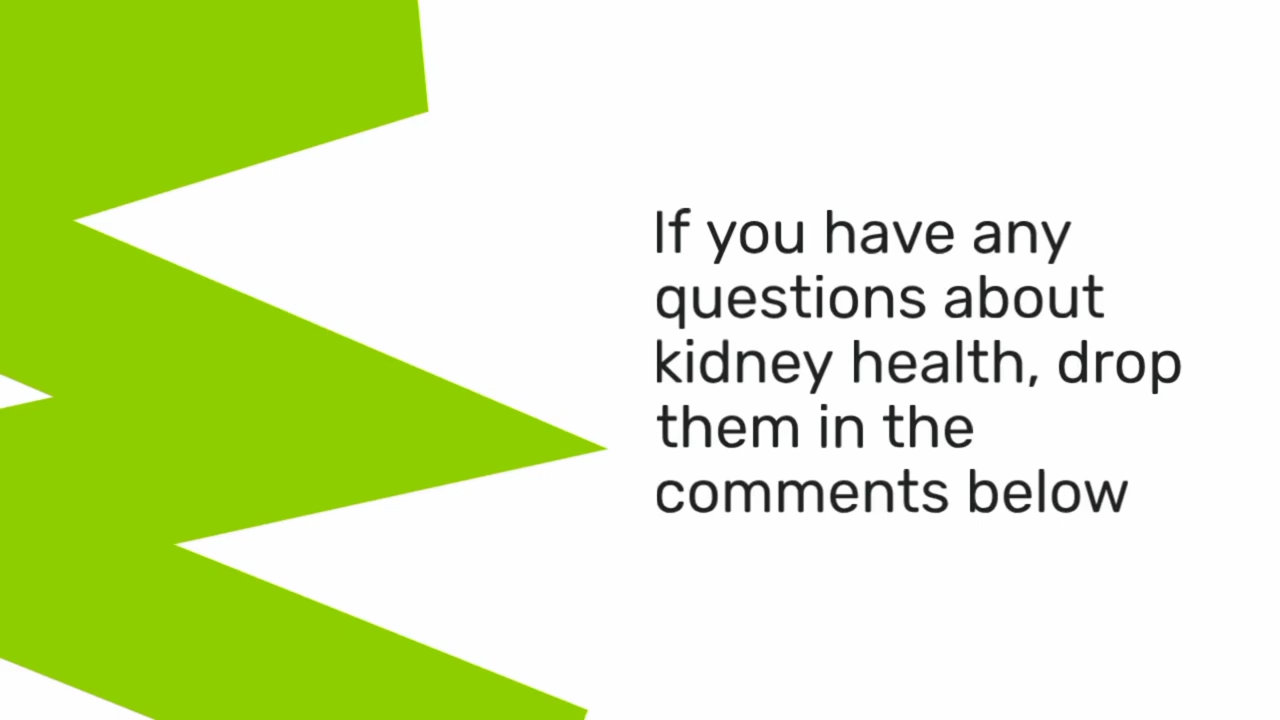 If you have any
questions about
kidney health, drop
them in the
comments below